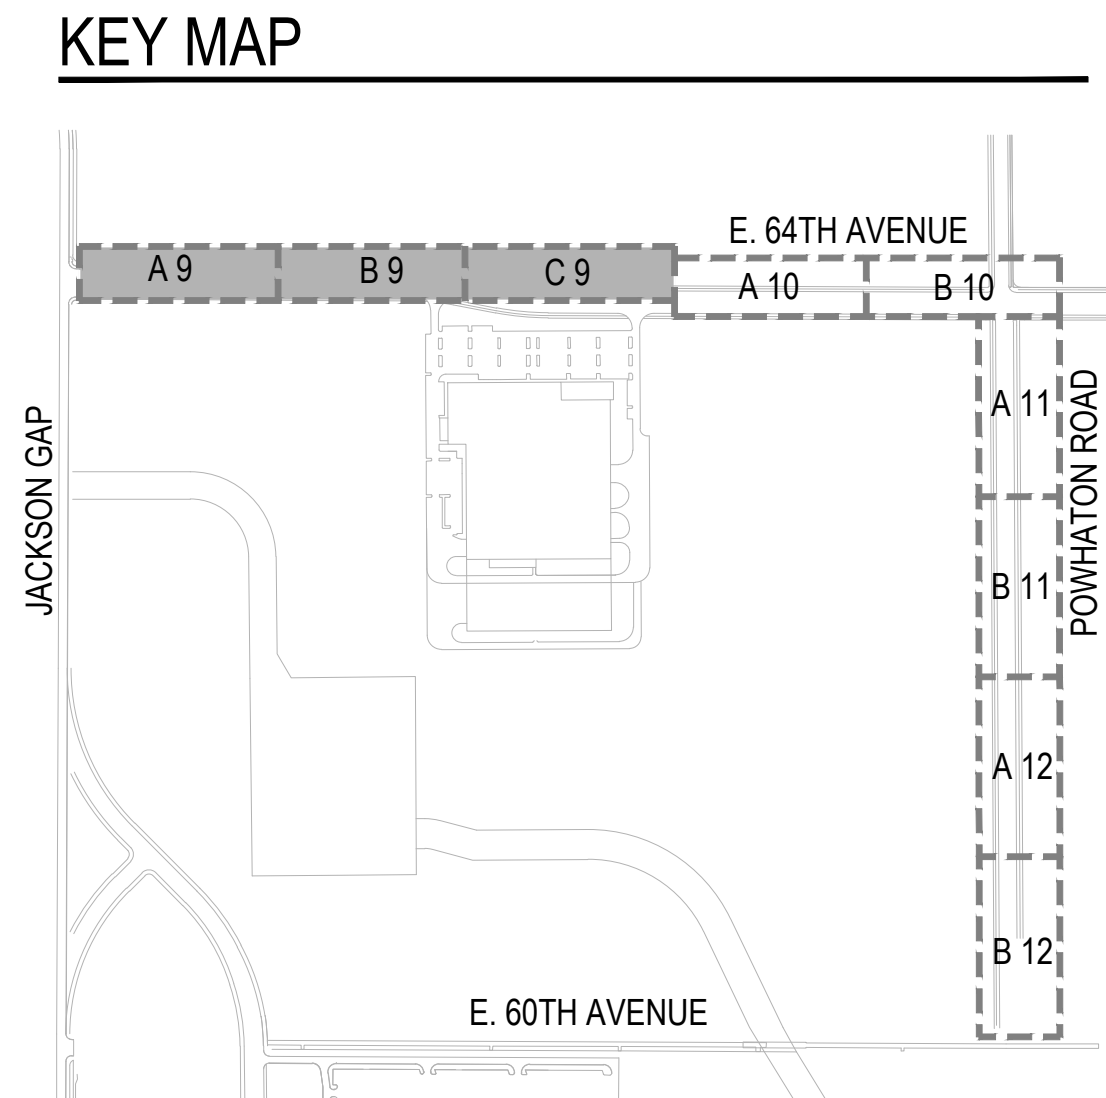 KEY MAP
E. 64TH AVENUE
A 9
B 9
C 9
A 10
B 10
A 11
JACKSON GAP
POWHATON ROAD
B 11
A 12
B 12
E. 60TH AVENUE